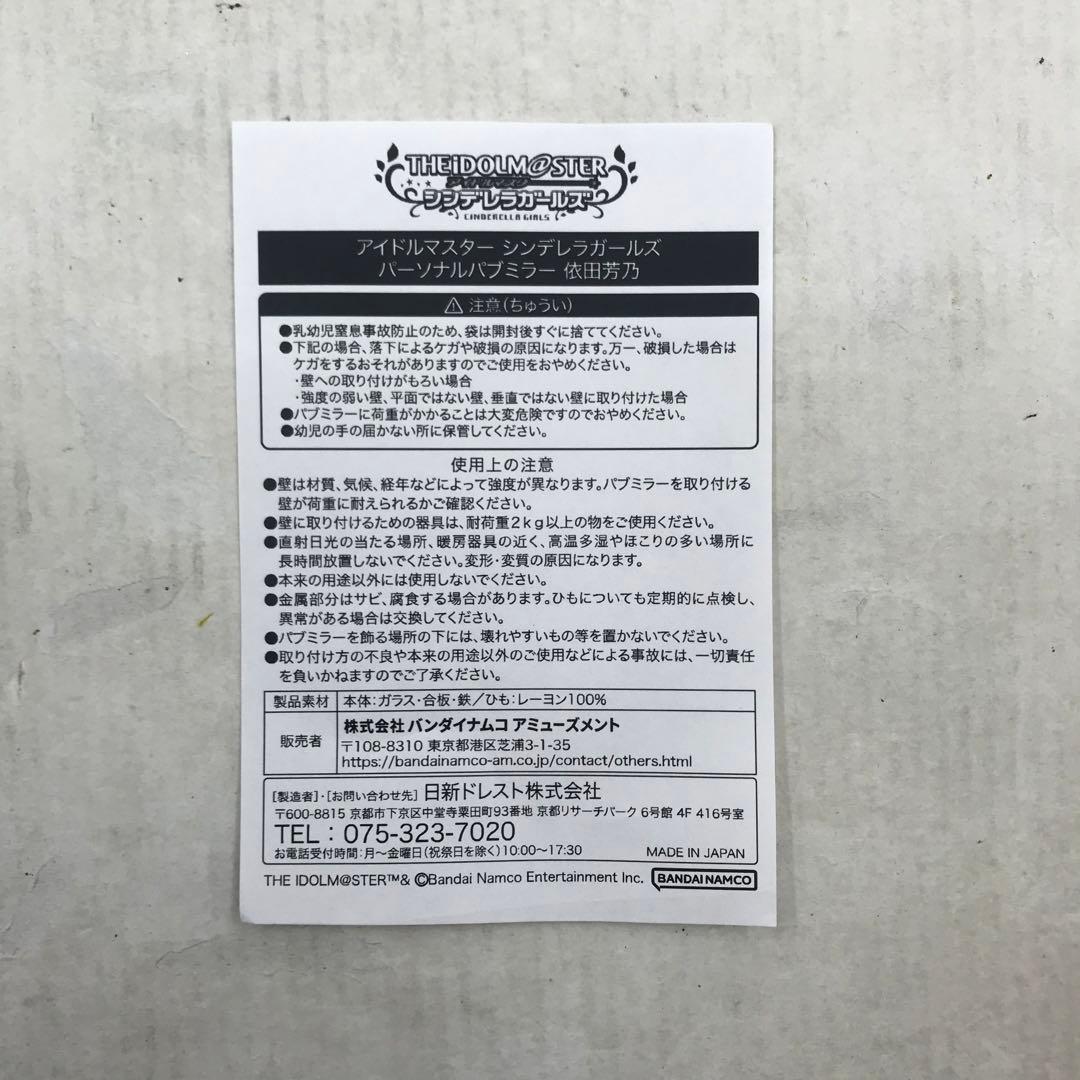 THE iDOLM@STER
アイドルマスター
シンデレラガールズ
CINDERELLA GIRLS
アイドルマスター シンデレラガールズ
パーソナルパブミラー 依田芳乃
⚠ 注意(ちゅうい)
●乳幼児窒息事故防止のため、袋は開封後すぐに捨ててください。
●下記の場合、落下によるケガや破損の原因になります。万一、破損した場合は
ケガをするおそれがありますのでご使用をおやめください。
・壁への取り付けがもろい場合
・強度の弱い壁、平面ではない壁、垂直ではない壁に取り付けた場合
●パブミラーに荷重がかかることは大変危険ですのでおやめください。
●幼児の手の届かない所に保管してください。
使用上の注意
●壁は材質、気候、経年などによって強度が異なります。パブミラーを取り付ける
壁が荷重に耐えられるかご確認ください。
●壁に取り付けるための器具は、耐荷重2kg以上の物をご使用ください。
●直射日光の当たる場所、暖房器具の近く、高温多湿やほこりの多い場所に
長時間放置しないでください。変形・変質の原因になります。
●本来の用途以外には使用しないでください。
●金属部分はサビ、腐食する場合があります。ひもについても定期的に点検し、
異常がある場合は交換してください。
●パブミラーを飾る場所の下には、壊れやすいもの等を置かないでください。
●取り付け方の不良や本来の用途以外のご使用などによる事故には、一切責任
を負いかねますのでご了承ください。
製品素材 本体:ガラス・合板・鉄/ひも:レーヨン100%
販売者 株式会社 バンダイナムコ アミューズメント
〒108-8310 東京都港区芝浦3-1-35
https://bandainamco-am.co.jp/contact/others.html
[製造者]・[お問い合わせ先] 日新ドレスト株式会社
〒600-8815 京都市下京区中堂寺粟田町93番地 京都リサーチパーク 6号館 4F 416号室
TEL : 075-323-7020
お電話受付時間:月〜金曜日(祝祭日を除く)10:00〜17:30 MADE IN JAPAN
THE IDOLM@STER™& ©Bandai Namco Entertainment Inc. BANDAI NAMCO